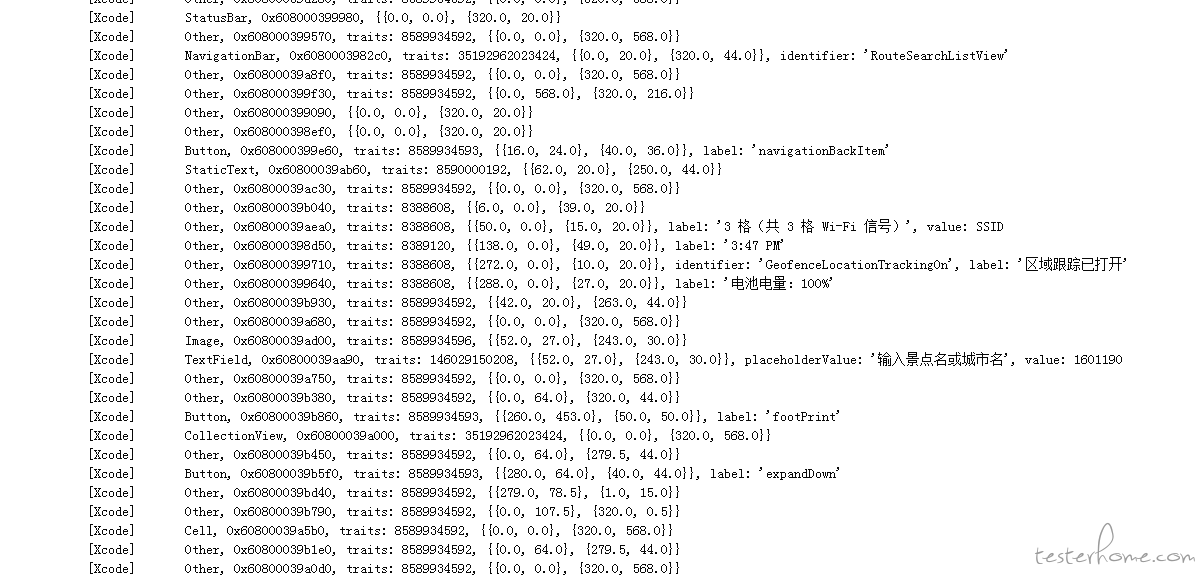 [Xcode] StatusBar, 0x608000399980, {{0.0, 0.0}, {320.0, 20.0}}
[Xcode] Other, 0x608000399570, traits: 8589934592, {{0.0, 0.0}, {320.0, 568.0}}
[Xcode] NavigationBar, 0x6080003982c0, traits: 35192962023424, {{0.0, 20.0}, {320.0, 44.0}}, identifier: 'RouteSearchListView'
[Xcode] Other, 0x60800039a8f0, traits: 8589934592, {{0.0, 0.0}, {320.0, 568.0}}
[Xcode] Other, 0x608000399f30, traits: 8589934592, {{0.0, 568.0}, {320.0, 216.0}}
[Xcode] Other, 0x608000399090, {{0.0, 0.0}, {320.0, 20.0}}
[Xcode] Other, 0x608000398ef0, {{0.0, 0.0}, {320.0, 20.0}}
[Xcode] Button, 0x608000399e60, traits: 8589934593, {{16.0, 24.0}, {40.0, 36.0}}, label: 'navigationBackItem'
[Xcode] StaticText, 0x60800039ab60, traits: 8590000192, {{62.0, 20.0}, {250.0, 44.0}}
[Xcode] Other, 0x60800039ac30, traits: 8589934592, {{0.0, 0.0}, {320.0, 568.0}}
[Xcode] Other, 0x60800039b040, traits: 8388608, {{6.0, 0.0}, {39.0, 20.0}}
[Xcode] Other, 0x60800039aea0, traits: 8388608, {{50.0, 0.0}, {15.0, 20.0}}, label: '3 格（共 3 格 Wi-Fi 信号）', value: SSID
[Xcode] Other, 0x608000398d50, traits: 8389120, {{138.0, 0.0}, {49.0, 20.0}}, label: '3:47 PM'
[Xcode] Other, 0x608000399710, traits: 8388608, {{272.0, 0.0}, {10.0, 20.0}}, identifier: 'GeofenceLocationTrackingOn', label: '区域跟踪已打开'
[Xcode] Other, 0x608000399640, traits: 8388608, {{288.0, 0.0}, {27.0, 20.0}}, label: '电池电量：100%'
[Xcode] Other, 0x60800039b930, traits: 8589934592, {{42.0, 20.0}, {263.0, 44.0}}
[Xcode] Other, 0x60800039a680, traits: 8589934592, {{0.0, 0.0}, {320.0, 568.0}}
[Xcode] Image, 0x60800039ad00, traits: 8589934596, {{52.0, 27.0}, {243.0, 30.0}}
[Xcode] TextField, 0x60800039aa90, traits: 146029150208, {{52.0, 27.0}, {243.0, 30.0}}, placeholderValue: '输入景点名或城市名', value: 1601190
[Xcode] Other, 0x60800039a750, traits: 8589934592, {{0.0, 0.0}, {320.0, 568.0}}
[Xcode] Other, 0x60800039b380, traits: 8589934592, {{0.0, 64.0}, {320.0, 44.0}}
[Xcode] Button, 0x60800039b860, traits: 8589934593, {{260.0, 453.0}, {50.0, 50.0}}, label: 'footPrint'
[Xcode] CollectionView, 0x60800039a000, traits: 35192962023424, {{0.0, 0.0}, {320.0, 568.0}}
[Xcode] Other, 0x60800039b450, traits: 8589934592, {{0.0, 64.0}, {279.5, 44.0}}
[Xcode] Button, 0x60800039b5f0, traits: 8589934593, {{280.0, 64.0}, {40.0, 44.0}}, label: 'expandDown'
[Xcode] Other, 0x60800039bd40, traits: 8589934592, {{279.0, 78.5}, {1.0, 15.0}}
[Xcode] Other, 0x60800039b790, traits: 8589934592, {{0.0, 107.5}, {320.0, 0.5}}
[Xcode] Cell, 0x60800039a5b0, traits: 8589934592, {{0.0, 0.0}, {320.0, 568.0}}
[Xcode] Other, 0x60800039b1e0, traits: 8589934592, {{0.0, 64.0}, {279.5, 44.0}}
[Xcode] Other, 0x60800039a0d0, traits: 8589934592, {{0.0, 0.0}, {320.0, 568.0}}
testerhome.com